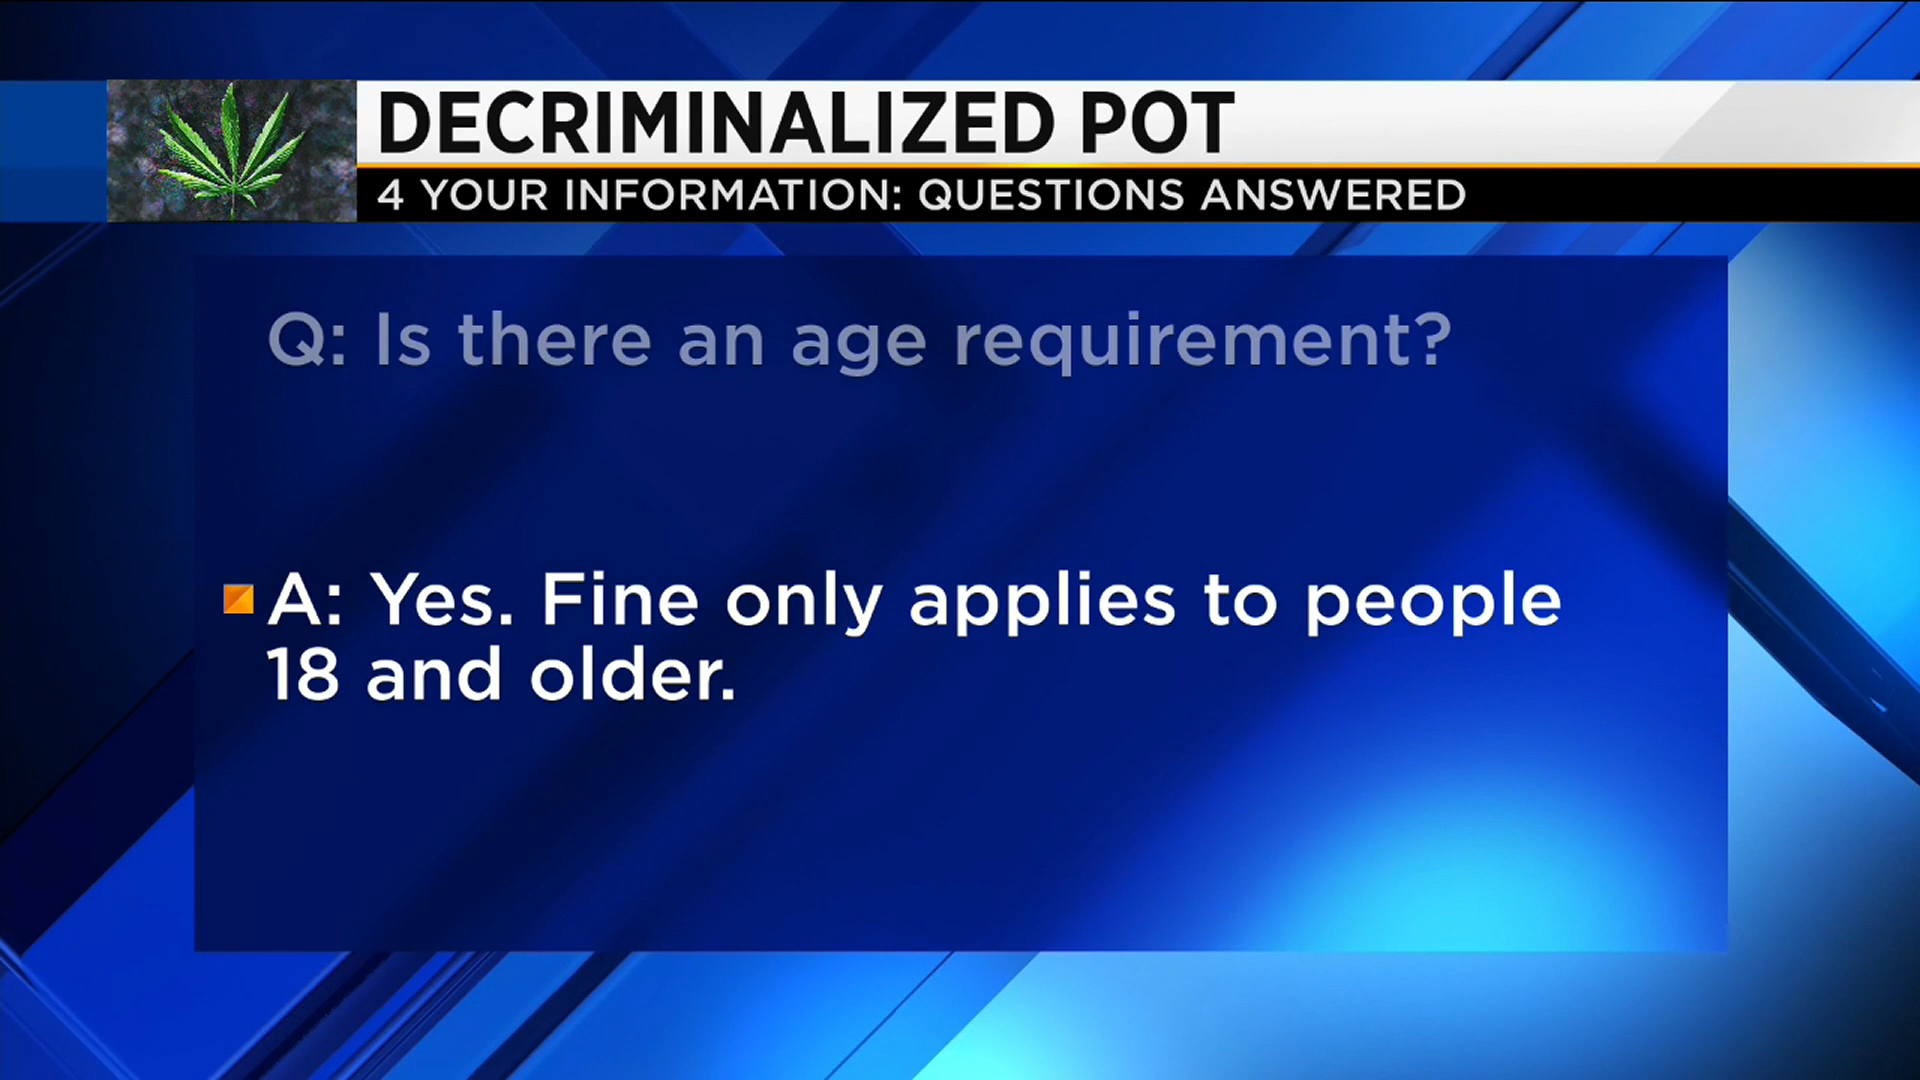 DECRIMINALIZED POT
4 YOUR INFORMATION: QUESTIONS ANSWERED
Q: Is there an age requirement?
A: Yes. Fine only applies to people
18 and older.